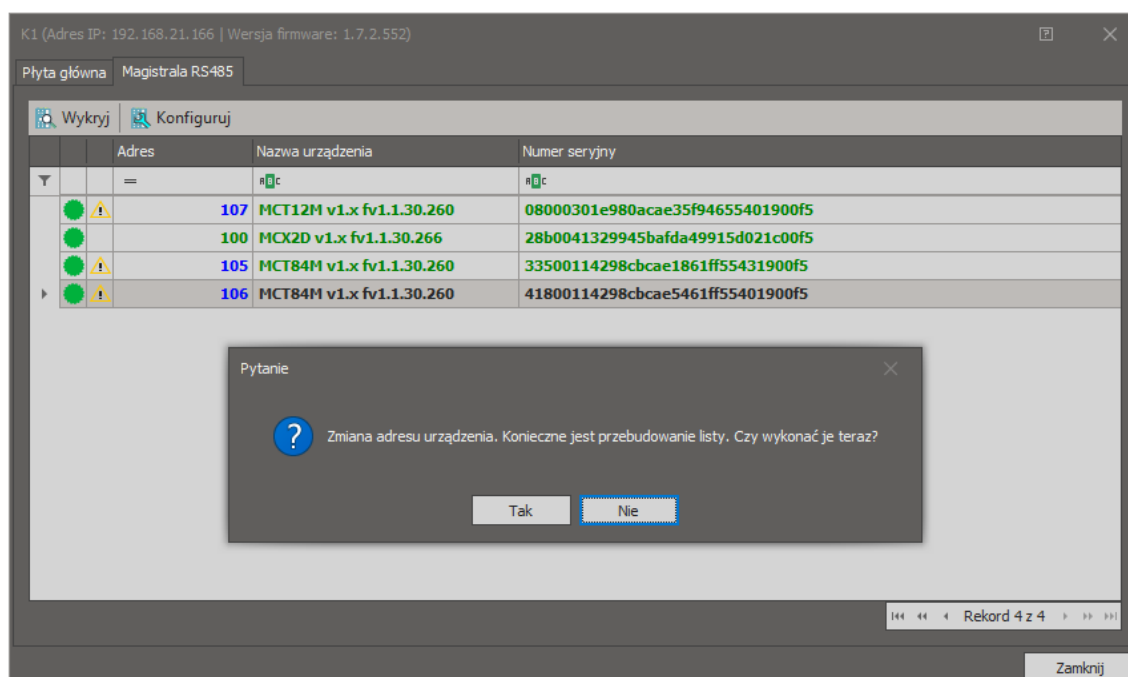 K1 (Adres IP: 192.168.21.166 | Wersja firmware: 1.7.2.552)
Płyta główna Magistrala RS485
Wykryj Konfiguruj
Adres Nazwa urządzenia Numer seryjny
= ABC ABC
107 MCT12M v1.x fv1.1.30.260 08000301e980acae35f94655401900f5
100 MCX2D v1.x fv1.1.30.266 28b0041329945bafda49915d021c00f5
105 MCT84M v1.x fv1.1.30.260 33500114298cbcae1861ff55431900f5
106 MCT84M v1.x fv1.1.30.260 41800114298cbcae5461ff55401900f5
Pytanie
Zmiana adresu urządzenia. Konieczne jest przebudowanie listy. Czy wykonać je teraz?
Tak Nie
Rekord 4 z 4
Zamknij